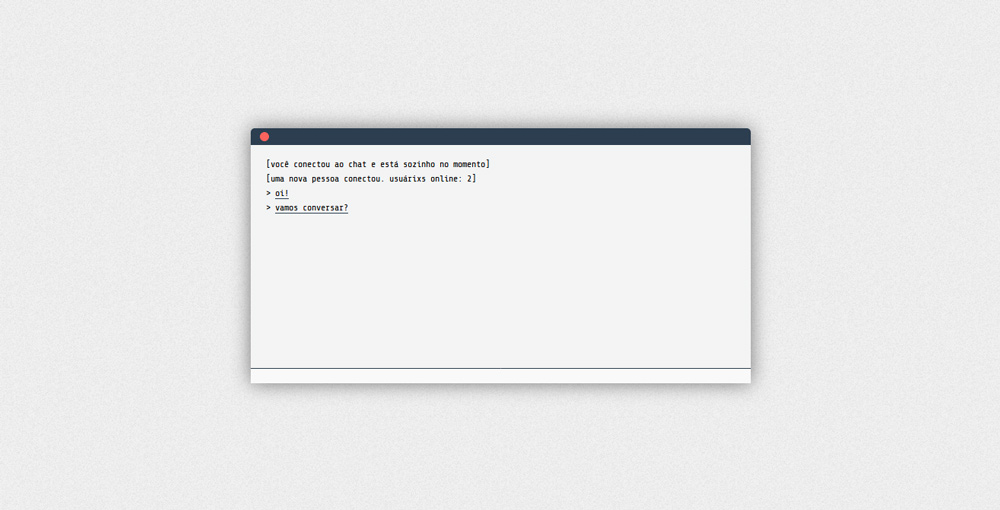 [você conectou ao chat e está sozinho no momento]
[uma nova pessoa conectou. usuárixs online: 2]
> oi!
> vamos conversar?